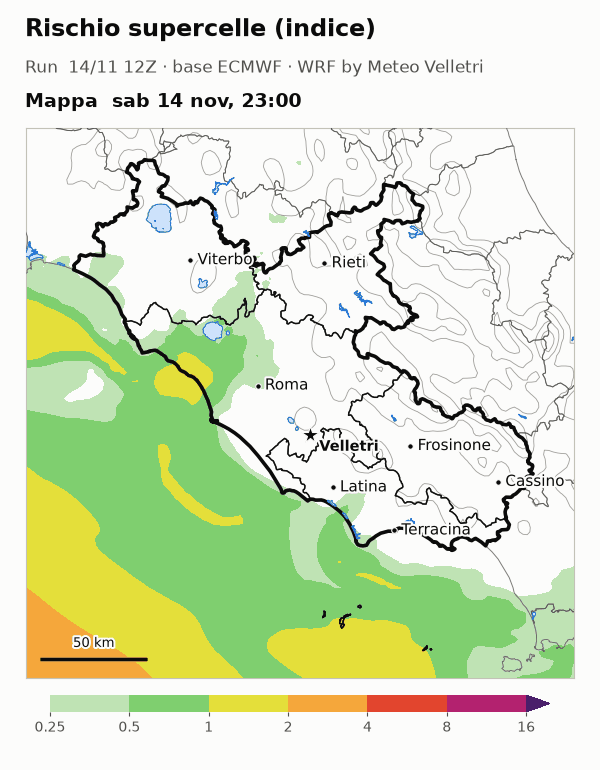 Rischio supercelle (indice)
Run  14/11 12Z · base ECMWF · WRF by Meteo Velletri
Mappa  sab 14 nov, 23:00
Viterbo
Rieti
Roma
Velletri
Frosinone
Latina
Cassino
Terracina
50 km
0.25 0.5 1 2 4 8 16